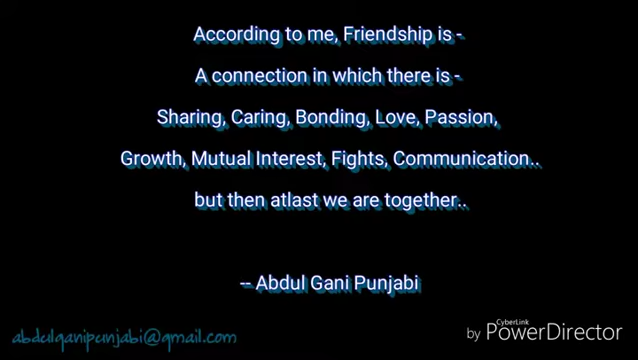 According to me, Friendship is -
A connection in which there is -
Sharing, Caring, Bonding, Love, Passion,
Growth, Mutual Interest, Fights, Communication..
but then atlast we are together..
-- Abdul Gani Punjabi
abdulganipunjabi@gmail.com
by CyberLink PowerDirector